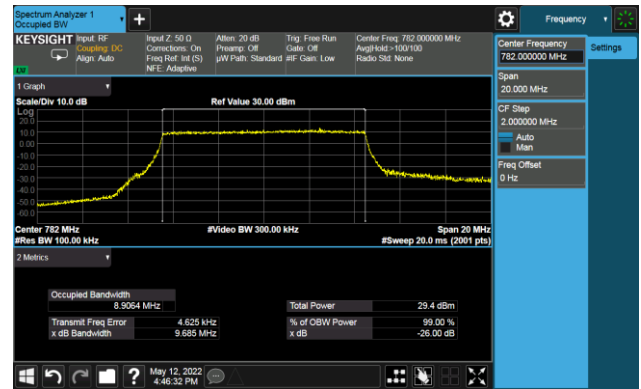 Spectrum Analyzer 1
Occupied BW
Frequency
KEYSIGHT
Input: RF
Coupling: DC
Align: Auto
Input Z: 50 Ω
Corrections: On
Freq Ref: Int (S)
NFE: Adaptive
Atten: 20 dB
Preamp: Off
µW Path: Standard
Trig: Free Run
Gate: Off
#IF Gain: Low
Center Freq: 782.000000 MHz
Avg|Hold:>100/100
Radio Std: None
Center Frequency
782.000000 MHz
Settings
Span
20.000 MHz
CF Step
2.000000 MHz
Auto
Man
Freq Offset
0 Hz
1 Graph
Scale/Div 10.0 dB
Ref Value 30.00 dBm
Log
20.0
10.0
0.00
-10.0
-20.0
-30.0
-40.0
-50.0
-60.0
Center 782 MHz
#Video BW 300.00 kHz
Span 20 MHz
#Res BW 100.00 kHz
#Sweep 20.0 ms (2001 pts)
2 Metrics
Occupied Bandwidth
8.9064 MHz
Total Power
29.4 dBm
Transmit Freq Error
4.625 kHz
% of OBW Power
99.00 %
x dB Bandwidth
9.685 MHz
x dB
-26.00 dB
May 12, 2022
4:46:32 PM